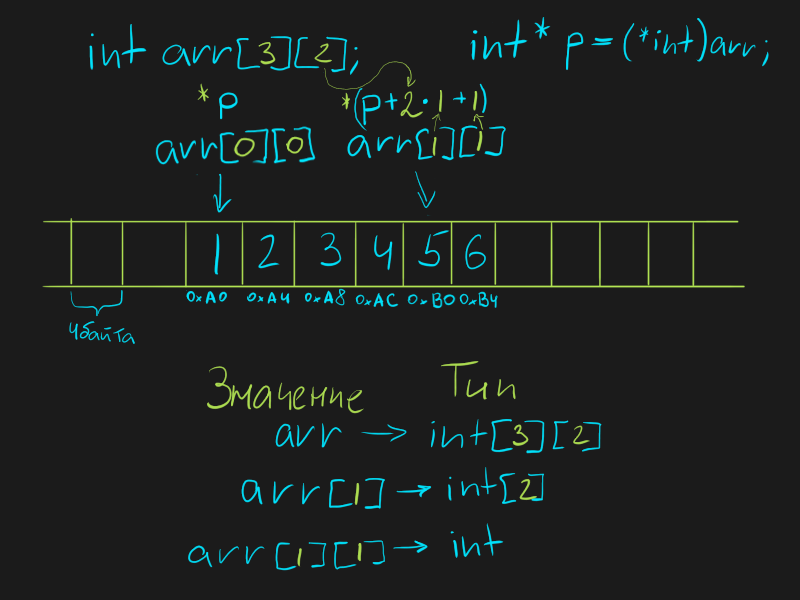 int arr[3][2];
int* p = (*int)arr;
*p
*(p+2·1+1)
arr[0][0]
arr[1][1]
1 2 3 4 5 6
0xA0 0xA4 0xA8 0xAC 0xB0 0xB4
4байта
Значение Тип
arr → int[3][2]
arr[1] → int[2]
arr[1][1] → int